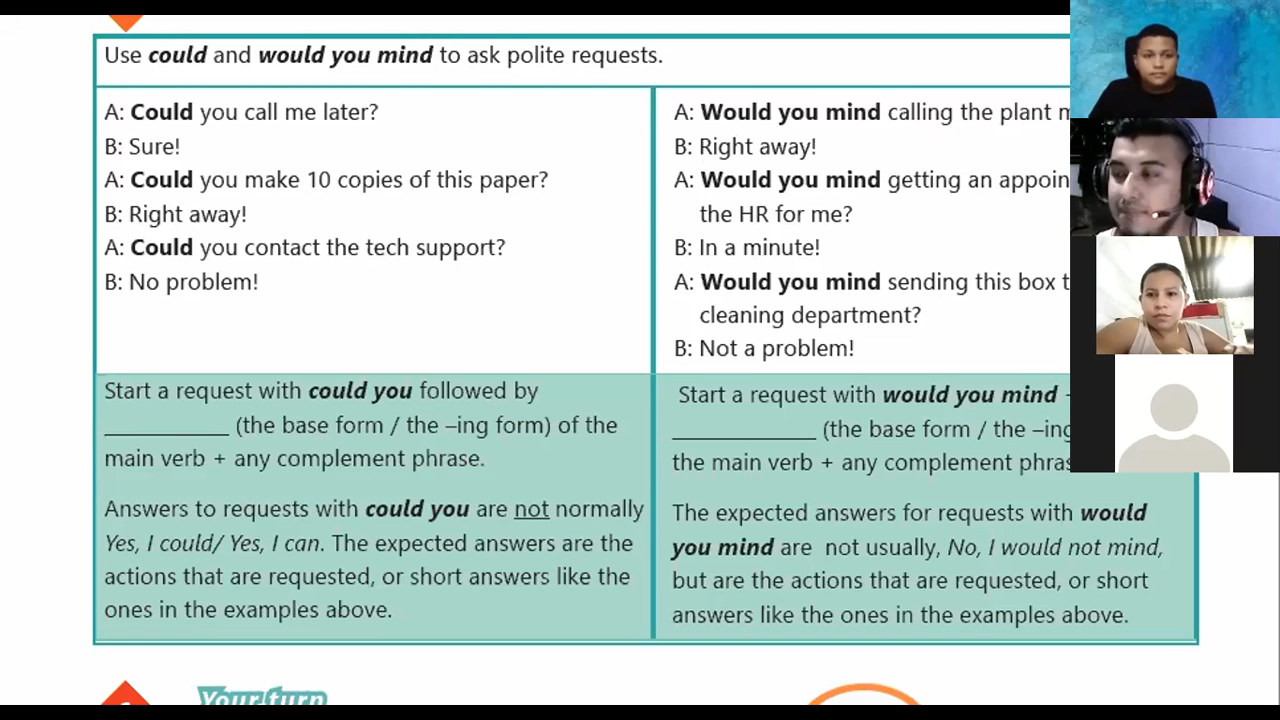 Use could and would you mind to ask polite requests.
A: Could you call me later?
B: Sure!
A: Could you make 10 copies of this paper?
B: Right away!
A: Could you contact the tech support?
B: No problem!
A: Would you mind calling the plant
B: Right away!
A: Would you mind getting an
the HR for me?
B: In a minute!
A: Would you mind sending this box
cleaning department?
B: Not a problem!
Start a request with could you followed by
___________ (the base form / the –ing form) of the
main verb + any complement phrase.
Answers to requests with could you are not normally
Yes, I could/ Yes, I can. The expected answers are the
actions that are requested, or short answers like the
ones in the examples above.
Start a request with would you mind
_____________ (the base form / the –ing
the main verb + any complement
The expected answers for requests with would
you mind are not usually, No, I would not mind,
but are the actions that are requested, or short
answers like the ones in the examples above.
Your turn